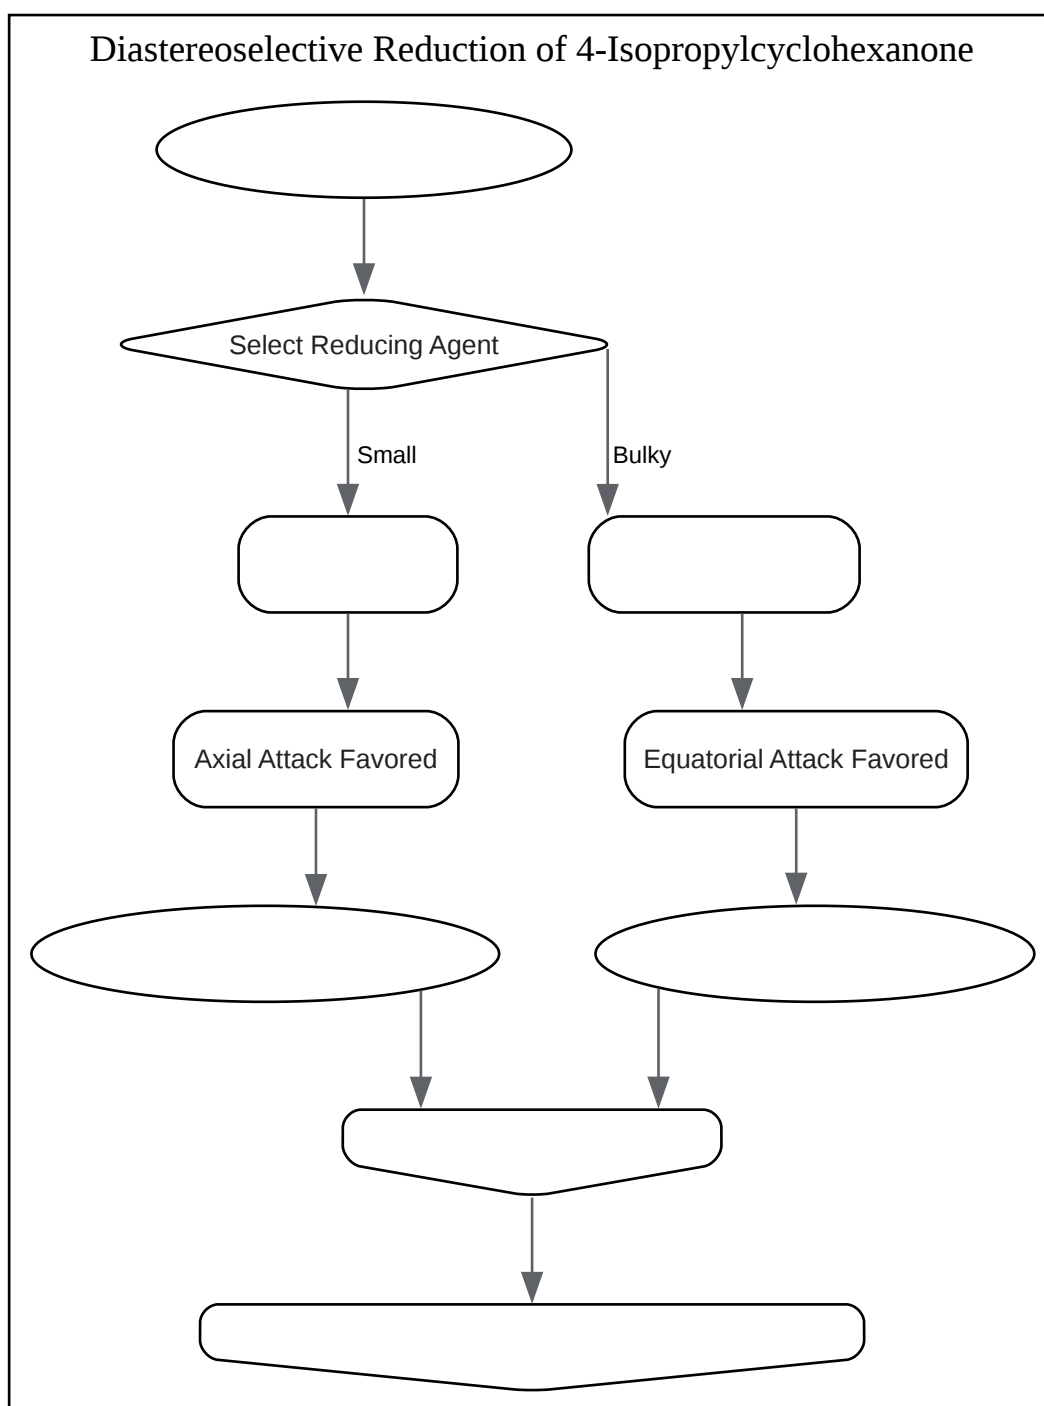 Diastereoselective Reduction of 4-Isopropylcyclohexanone
Select Reducing Agent
Small
Bulky
Axial Attack Favored
Equatorial Attack Favored